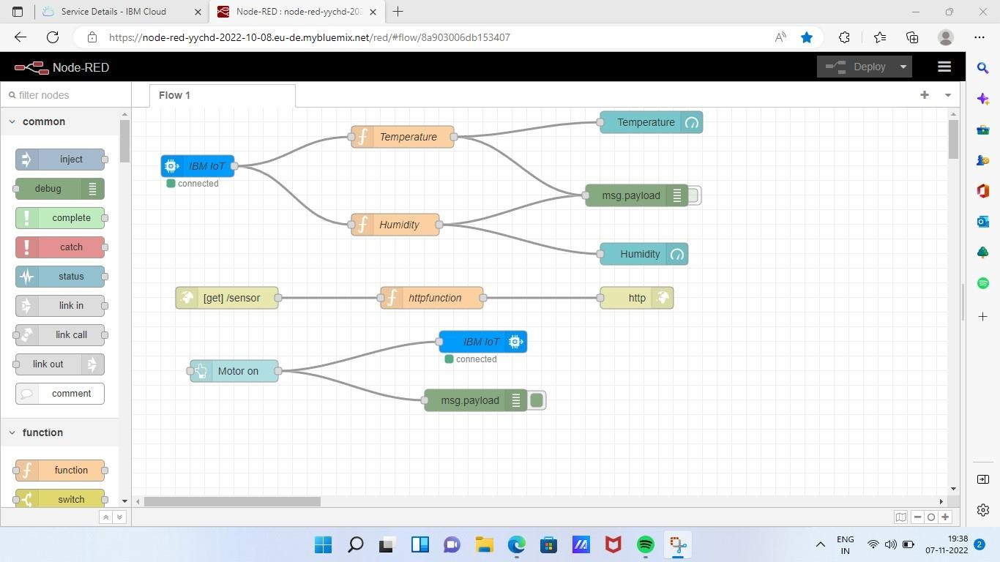 Service Details - IBM Cloud
Node-RED : node-red-yychd-202
https://node-red-yychd-2022-10-08.eu-de.mybluemix.net/red/#flow/8a903006db153407
Node-RED
Deploy
filter nodes
Flow 1
common
inject
debug
complete
catch
status
link in
link call
link out
comment
function
function
switch
IBM IoT
connected
Temperature
Temperature
msg.payload
Humidity
Humidity
[get] /sensor
httpfunction
http
IBM IoT
connected
Motor on
msg.payload
ENG
IN
19:38
07-11-2022
2